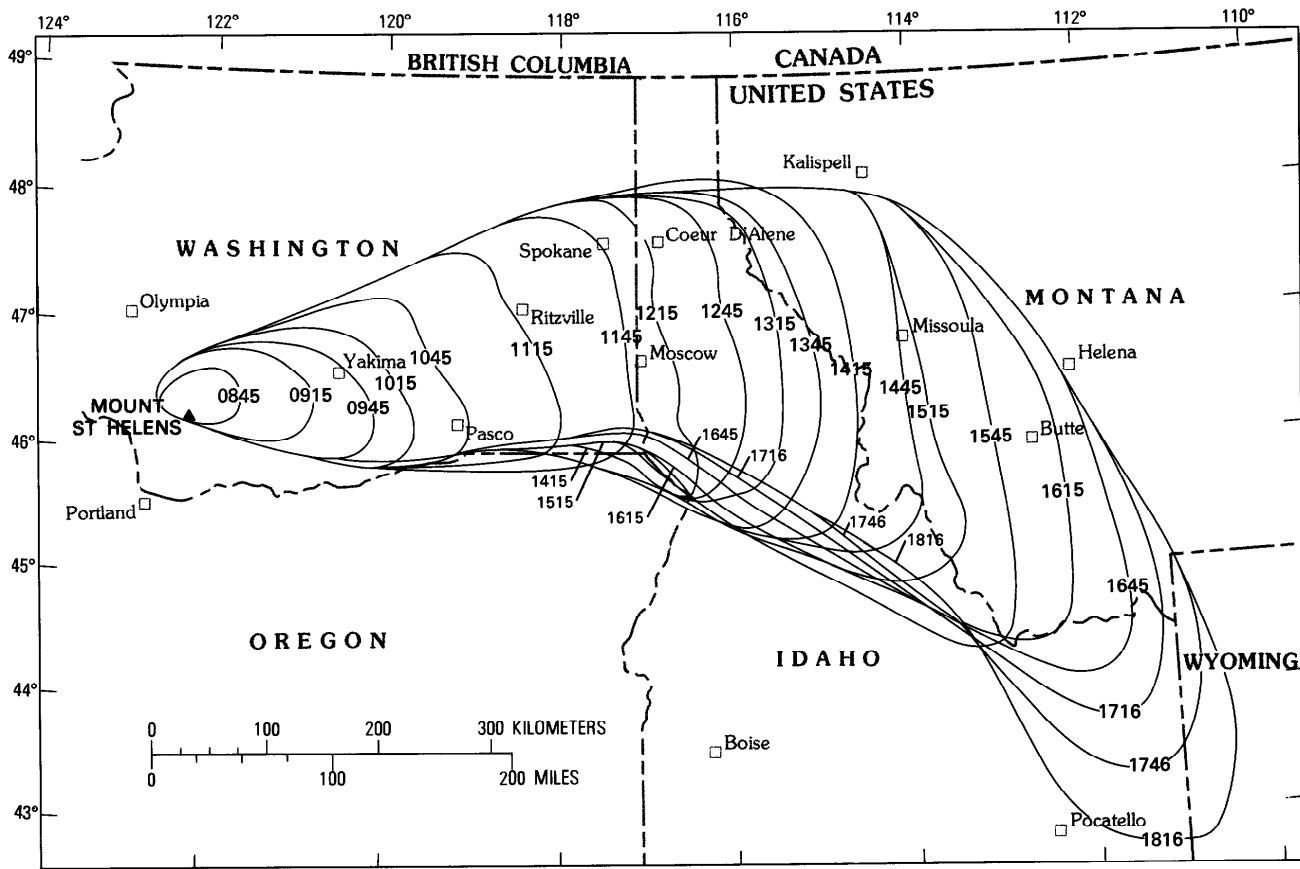 124° 122° 120° 118° 116° 114° 112° 110°
49°
BRITISH COLUMBIA
CANADA
UNITED STATES
Kalispell
48°
WASHINGTON
Spokane
Coeur D'Alene
Olympia
MONTANA
47°
Ritzville
1215
1245
1315
1145
1345
Missoula
1115
Moscow
Helena
Yakima
1045
1415
1015
1445
0845
0915
0945
1515
MOUNT
ST HELENS
46°
Pasco
1645
1545
Butte
1716
1415
1515
1615
1615
Portland
1746
1816
45°
1645
OREGON
IDAHO
WYOMING
44°
1716
0 100 200 300 KILOMETERS
Boise
1746
0 100 200 MILES
43°
Pocatello
1816